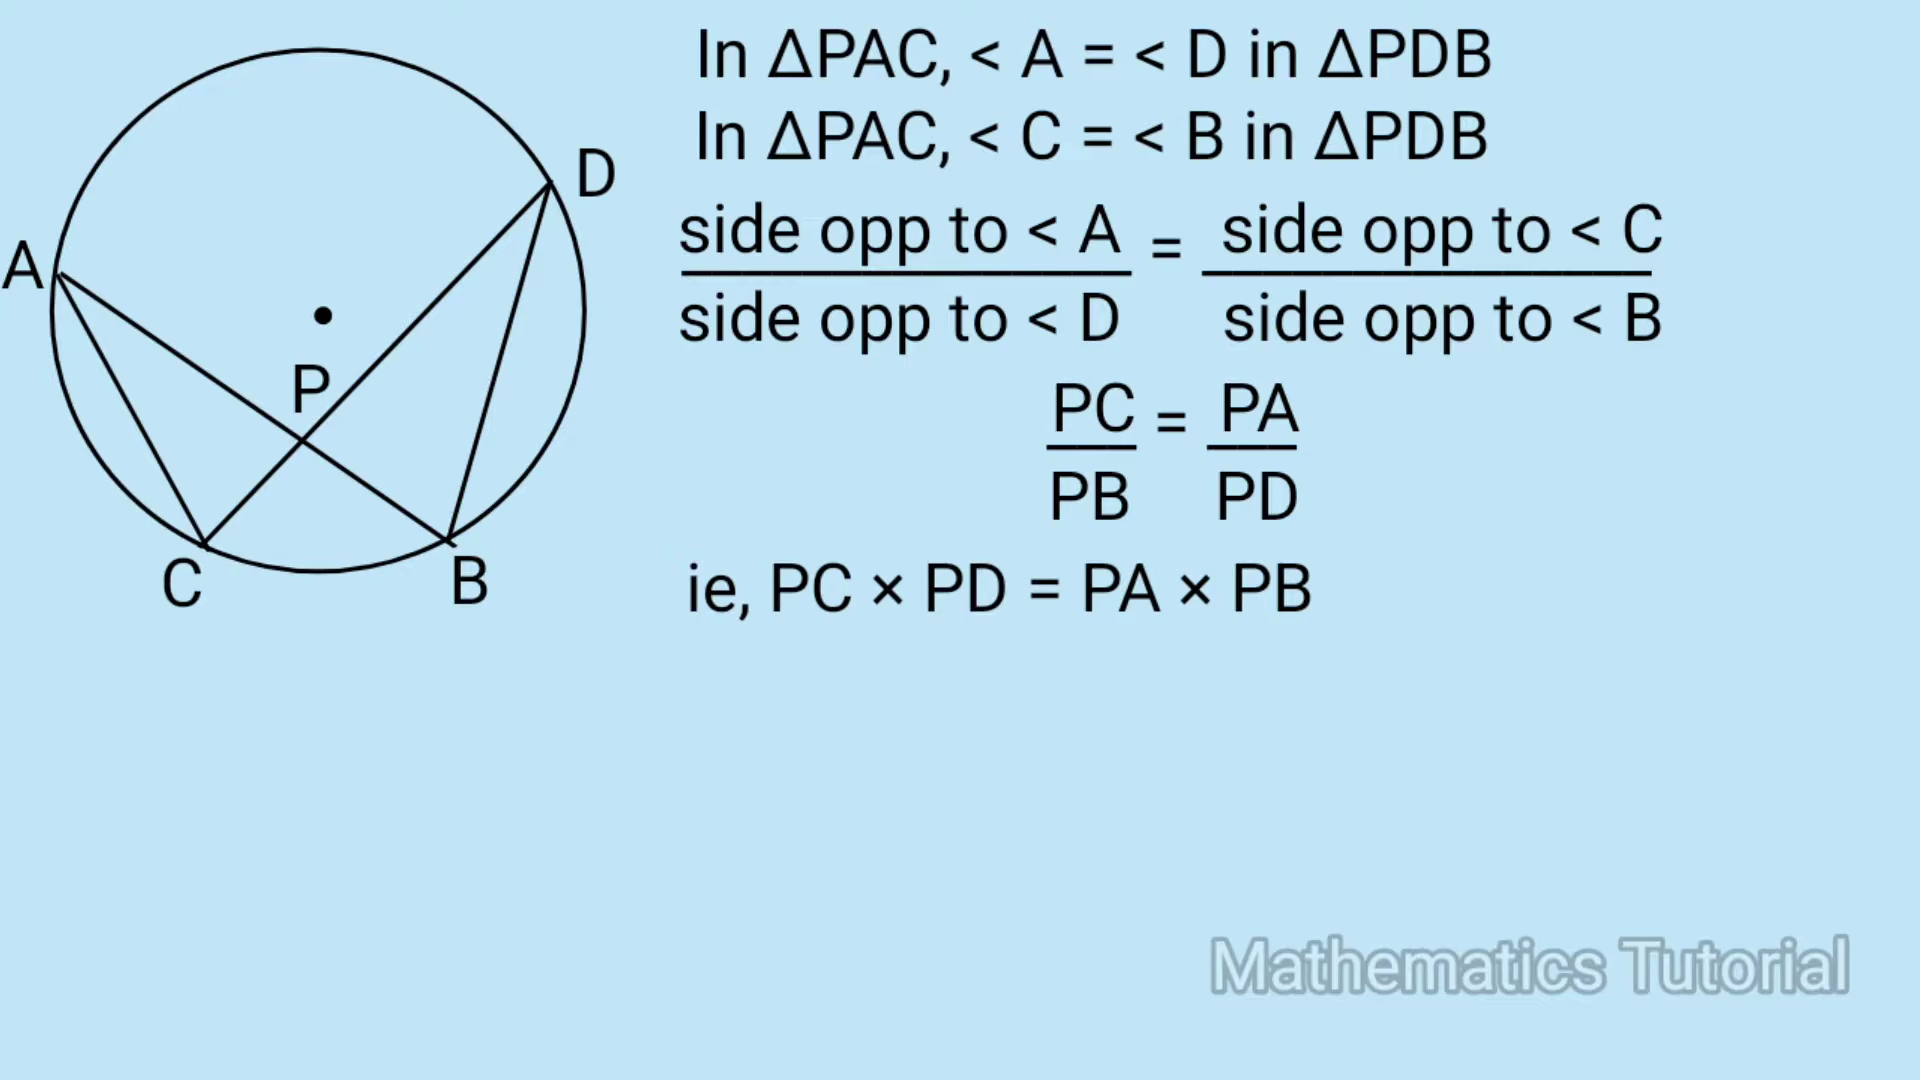 In ΔPAC, < A = < D in ΔPDB
In ΔPAC, < C = < B in ΔPDB
side opp to < A = side opp to < C
side opp to < D side opp to < B
PC = PA
PB PD
ie, PC × PD = PA × PB
D
A
P
C
B
Mathematics Tutorial